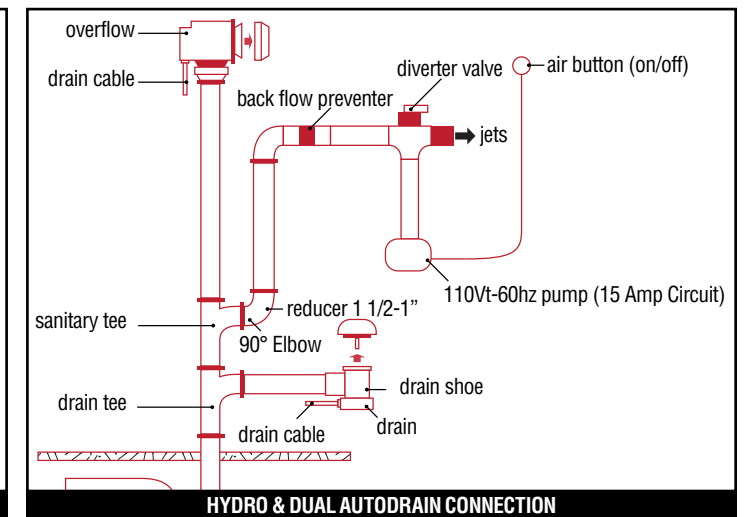 overflow
drain cable
back flow preventer
diverter valve
air button (on/off)
jets
110Vt-60hz pump (15 Amp Circuit)
sanitary tee
reducer 1 1/2-1”
90° Elbow
drain shoe
drain tee
drain cable
drain
HYDRO & DUAL AUTODRAIN CONNECTION